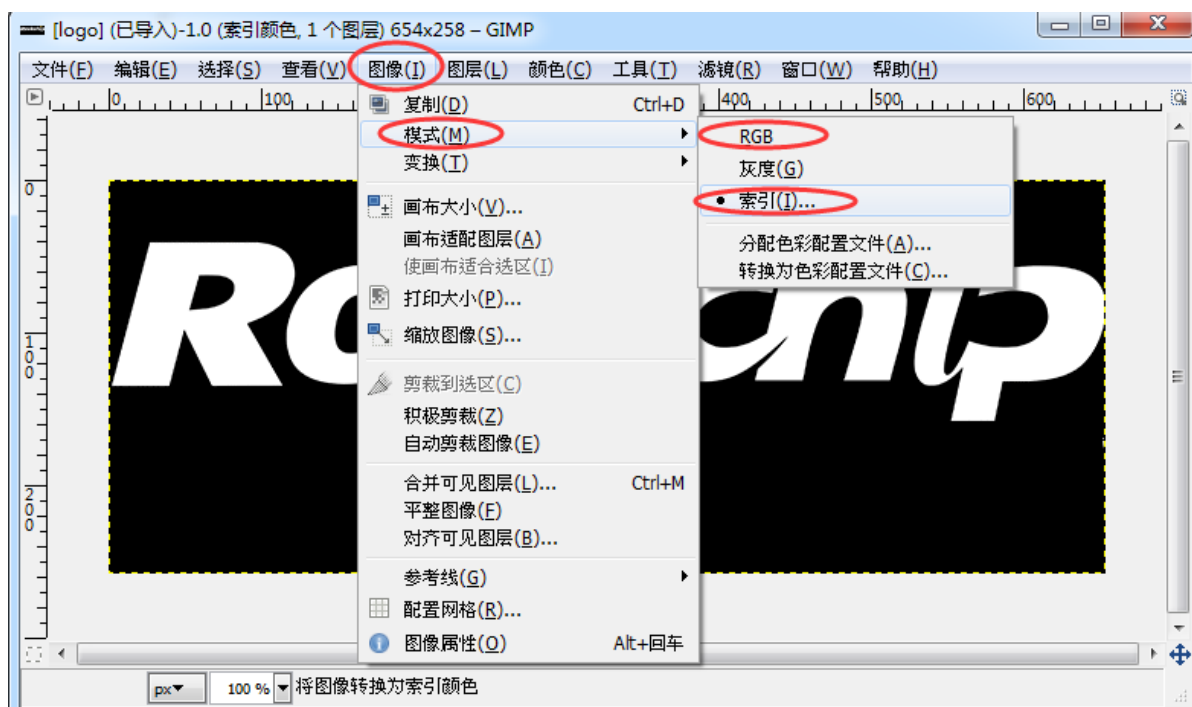 [logo] (已导入)-1.0 (索引颜色, 1 个图层) 654x258 – GIMP
文件(F) 编辑(E) 选择(S) 查看(V) 图像(I) 图层(L) 颜色(C) 工具(T) 滤镜(R) 窗口(W) 帮助(H)
0 100 400 500 600
复制(D) Ctrl+D
模式(M)
变换(T)
画布大小(V)...
画布适配图层(A)
使画布适合选区(I)
打印大小(P)...
缩放图像(S)...
剪裁到选区(C)
积极剪裁(Z)
自动剪裁图像(E)
合并可见图层(L)... Ctrl+M
平整图像(F)
对齐可见图层(B)...
参考线(G)
配置网格(R)...
图像属性(O) Alt+回车
RGB
灰度(G)
索引(I)...
分配色彩配置文件(A)...
转换为色彩配置文件(C)...
0
100
200
px 100 % 将图像转换为索引颜色